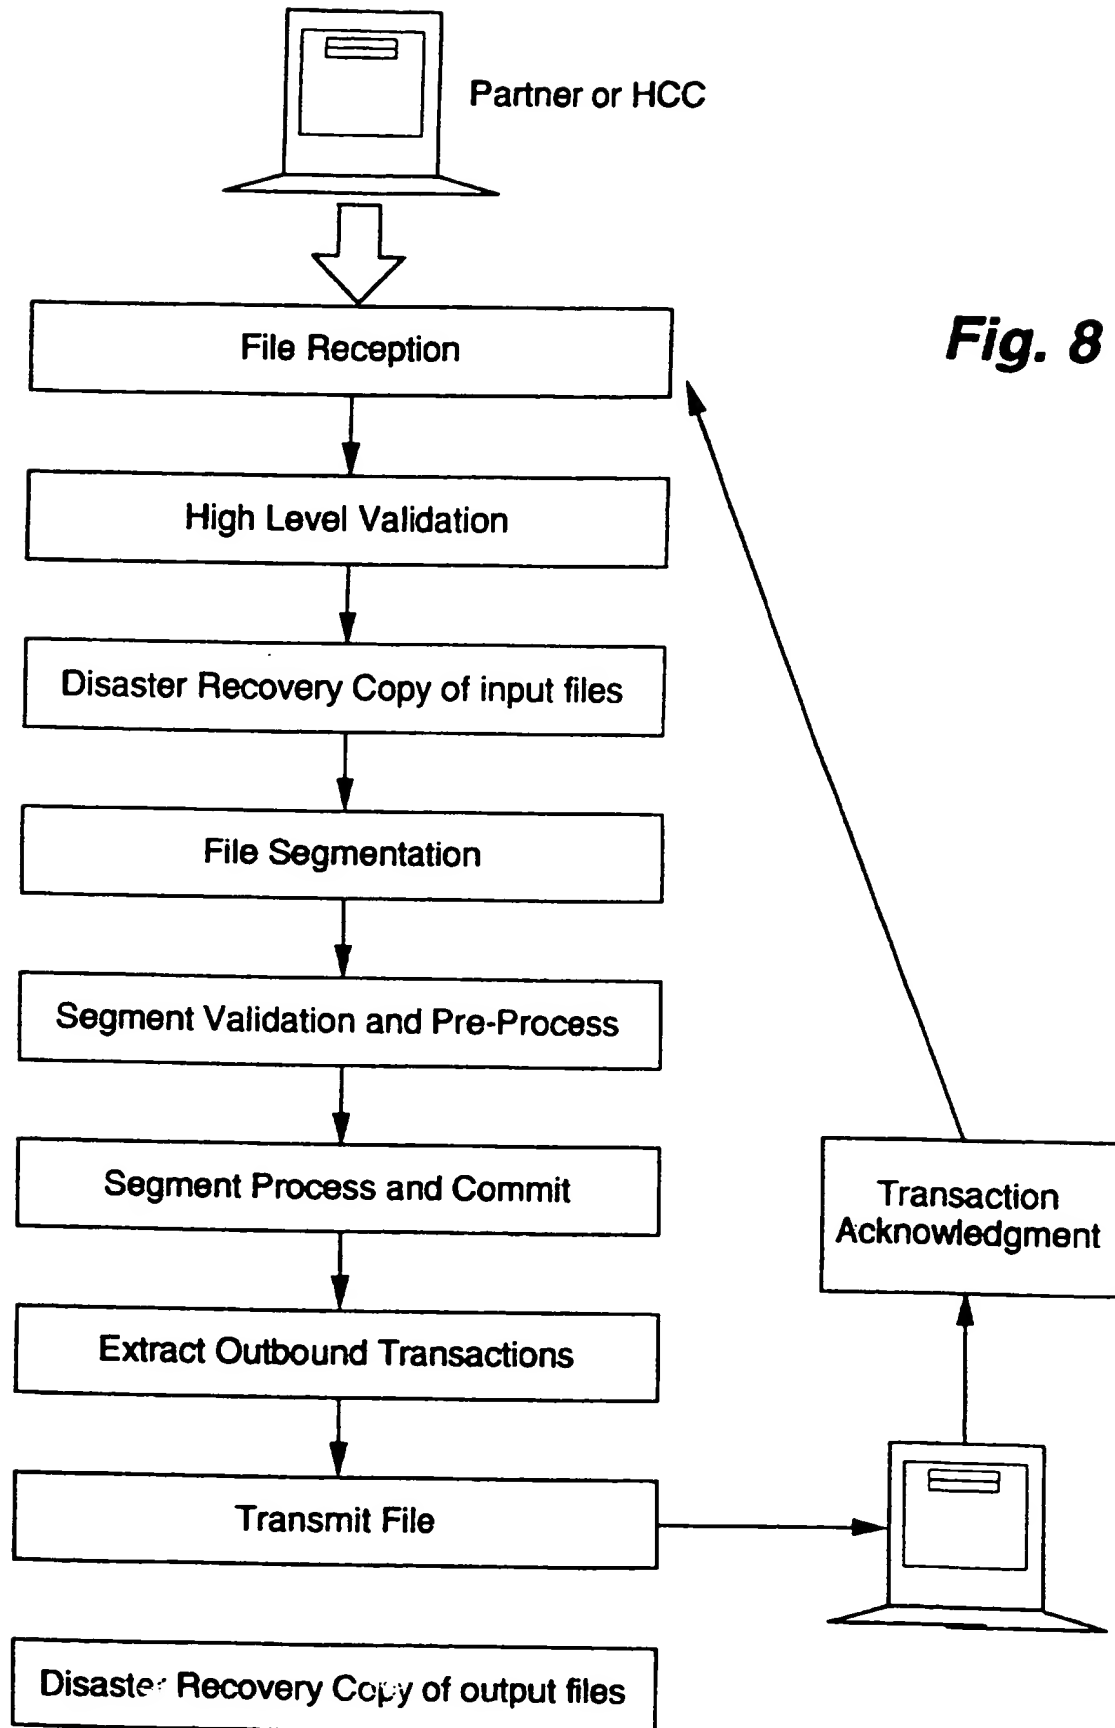 Partner or HCC
File Reception
Fig. 8
High Level Validation
Disaster Recovery Copy of input files
File Segmentation
Segment Validation and Pre-Process
Segment Process and Commit
Transaction
Acknowledgment
Extract Outbound Transactions
Transmit File
Disaster Recovery Copy of output files